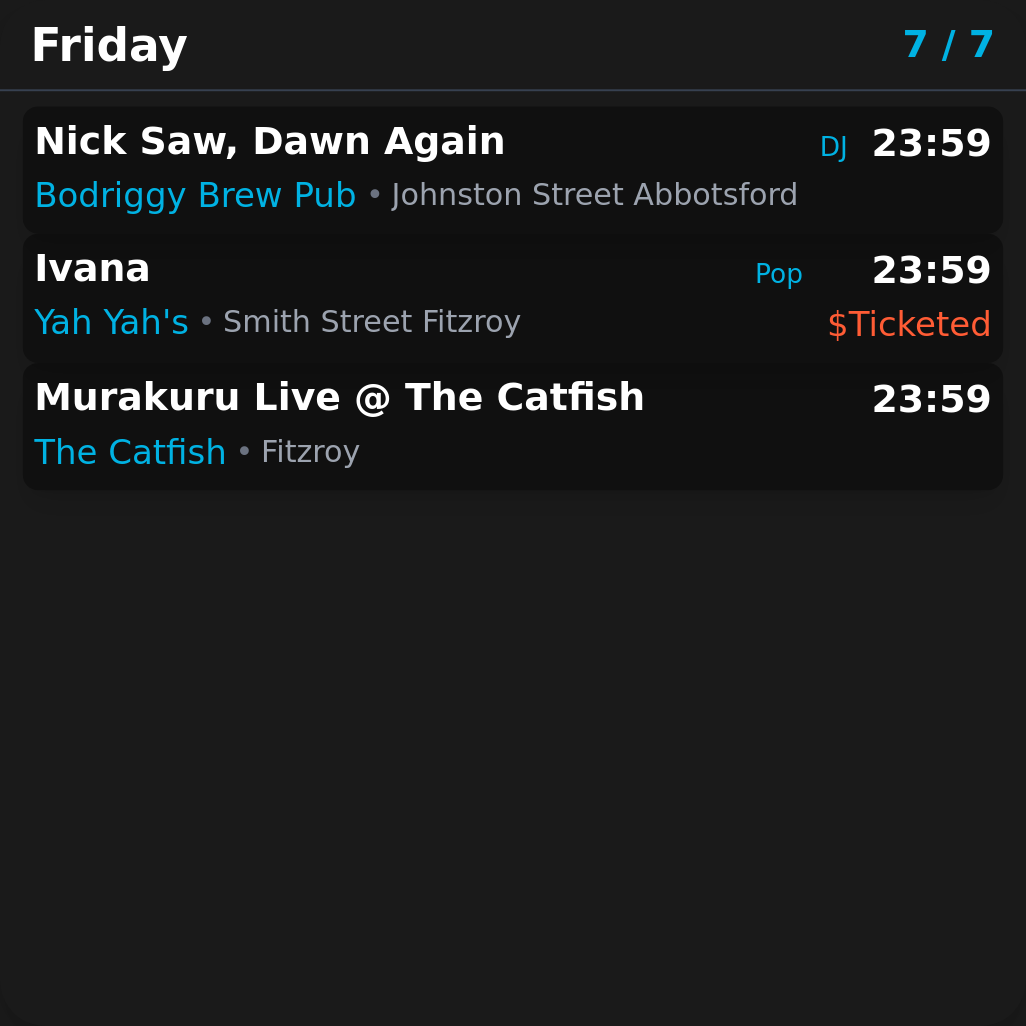 Friday 7 / 7
Nick Saw, Dawn Again DJ 23:59
Bodriggy Brew Pub • Johnston Street Abbotsford
Ivana Pop 23:59
Yah Yah's • Smith Street Fitzroy $Ticketed
Murakuru Live @ The Catfish 23:59
The Catfish • Fitzroy